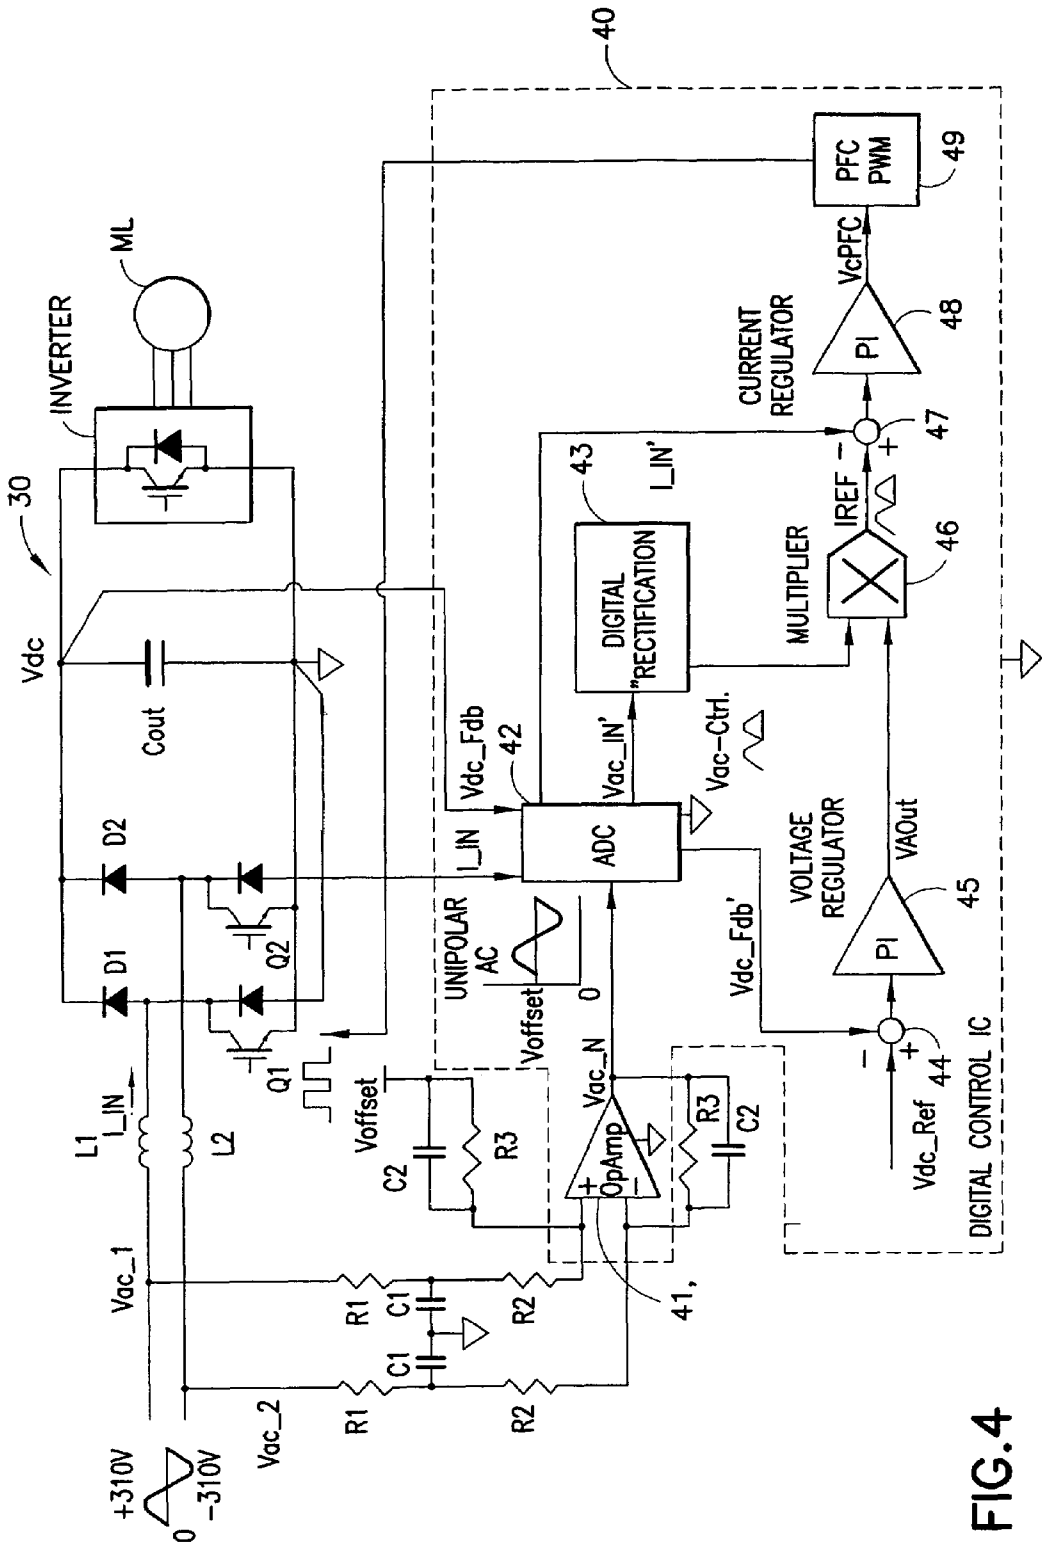 40
30
Vdc
INVERTER
ML
Cout
D1
D2
Q1
Q2
L1
I_IN
L2
Vac_1
Vac_2
+310V
0
-310V
R1
C1
R2
R1
C1
R2
Voffset
C2
R3
UNIPOLAR
AC
Voffset
0
I_IN
Vdc_Fdb
42
ADC
Vac_IN'
DIGITAL
"RECTIFICATION
43
I_IN'
Vac-Ctrl.
OpAmp
+
-
41,
Vac_N
R3
C2
Vdc_Fdb'
Vdc_Ref
-
+
44
PI
45
VOLTAGE
REGULATOR
VAOut
MULTIPLIER
46
IREF
-
+
47
CURRENT
REGULATOR
PI
48
VcPFC
PFC
PWM
49
DIGITAL CONTROL IC
FIG.4